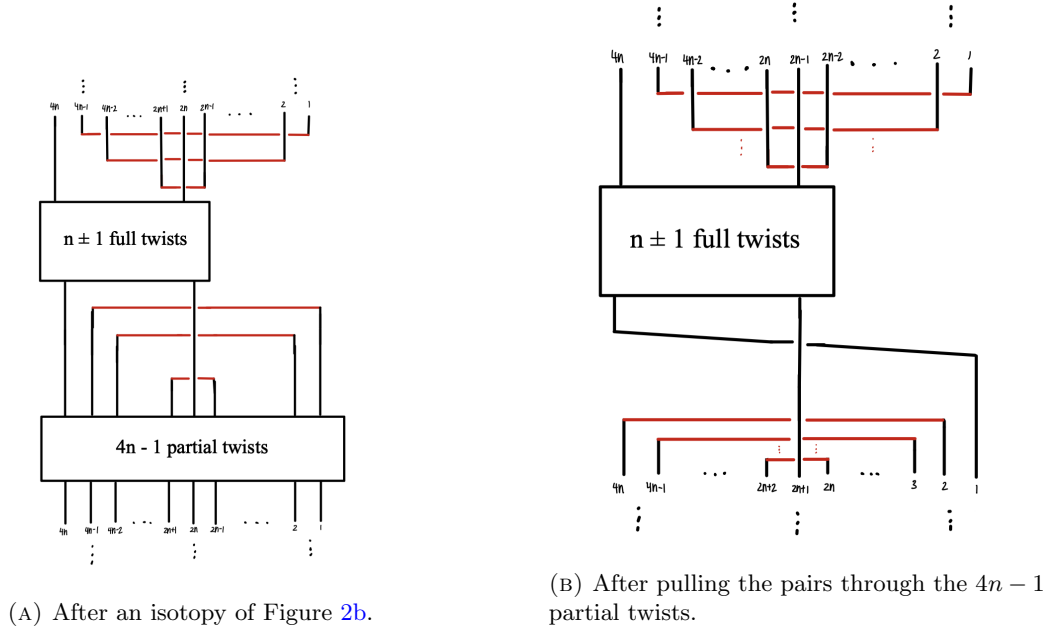 4n 4n-1 4n-2 ... 2n+1 2n 2n-1 ... 2 1
n ± 1 full twists
4n - 1 partial twists
4n 4n-1 4n-2 ... 2n+1 2n 2n-1 ... 2 1
(A) After an isotopy of Figure 2b.
4n 4n-1 4n-2 ... 2n 2n-1 2n-2 ... 2 1
n ± 1 full twists
4n 4n-1 ... 2n+2 2n+1 2n ... 3 2 1
(B) After pulling the pairs through the 4n − 1
partial twists.